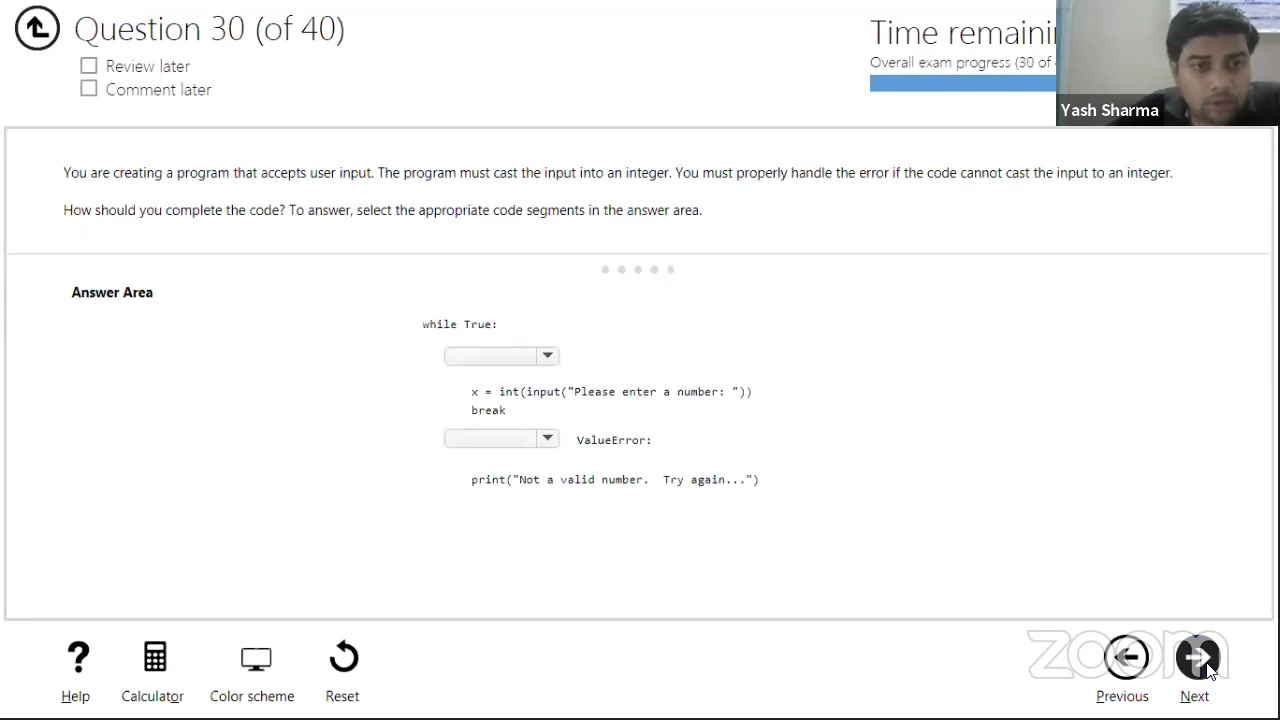 Question 30 (of 40)
Review later
Comment later
Time remaini
Overall exam progress (30 of
Yash Sharma
You are creating a program that accepts user input. The program must cast the input into an integer. You must properly handle the error if the code cannot cast the input to an integer.
How should you complete the code? To answer, select the appropriate code segments in the answer area.
Answer Area
while True:
x = int(input("Please enter a number: "))
break
ValueError:
print("Not a valid number.  Try again...")
zoom
Help
Calculator
Color scheme
Reset
Previous
Next